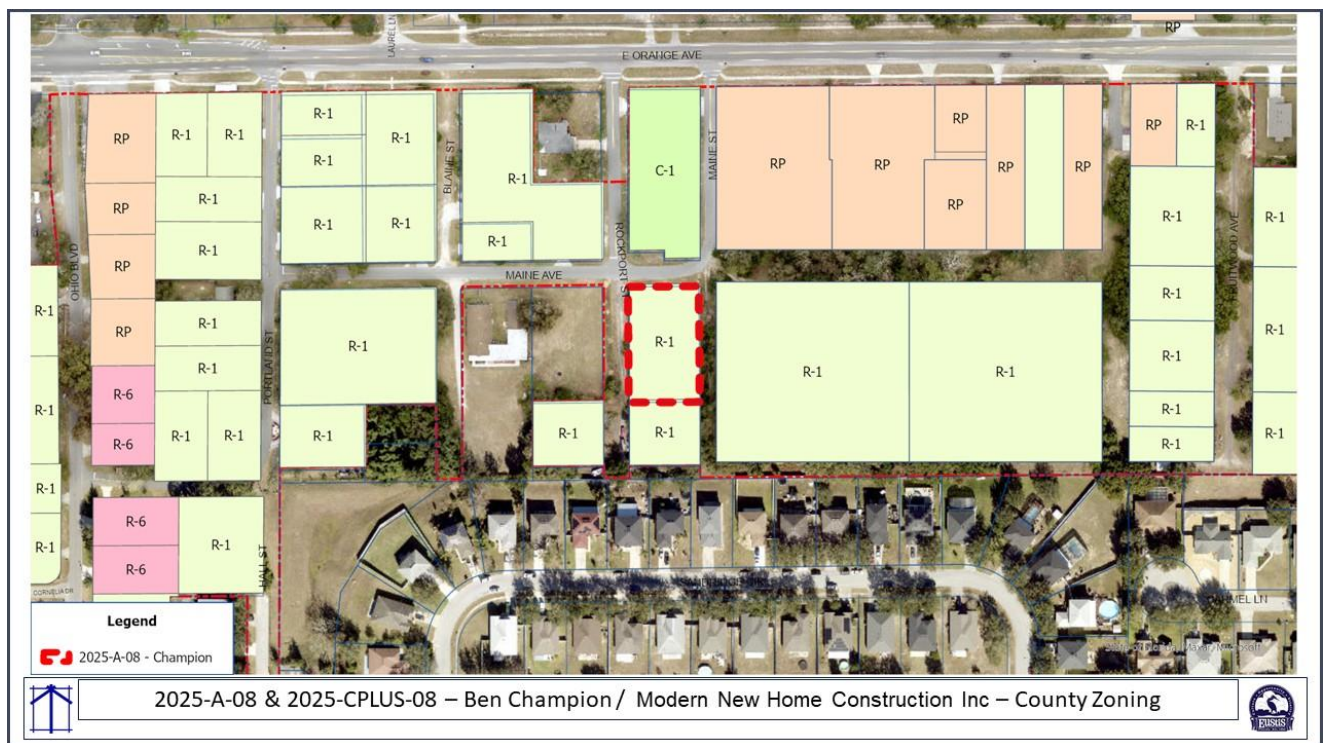 RP
LAUREL LN
E ORANGE AVE
RP
R-1
R-1
R-1
R-1
R-1
R-1
C-1
MAINE ST
RP
RP
RP
RP
RP
RP
R-1
RP
R-1
R-1
R-1
R-1
BLAINE ST
R-1
R-1
R-1
RP
R-1
ROCKPORT ST
OHIO BLVD
MAINE AVE
R-1
R-1
RP
R-1
R-1
R-1
R-1
R-1
R-1
R-1
R-1
PORTLAND ST
R-6
R-1
R-1
R-6
R-1
R-1
R-1
R-1
R-1
R-1
R-1
R-1
R-1
R-6
R-1
R-1
R-6
HALL ST
CORNELIA DR
Legend
2025-A-08 - Champion
2025-A-08 & 2025-CPLUS-08 – Ben Champion / Modern New Home Construction Inc – County Zoning
EUSTIS